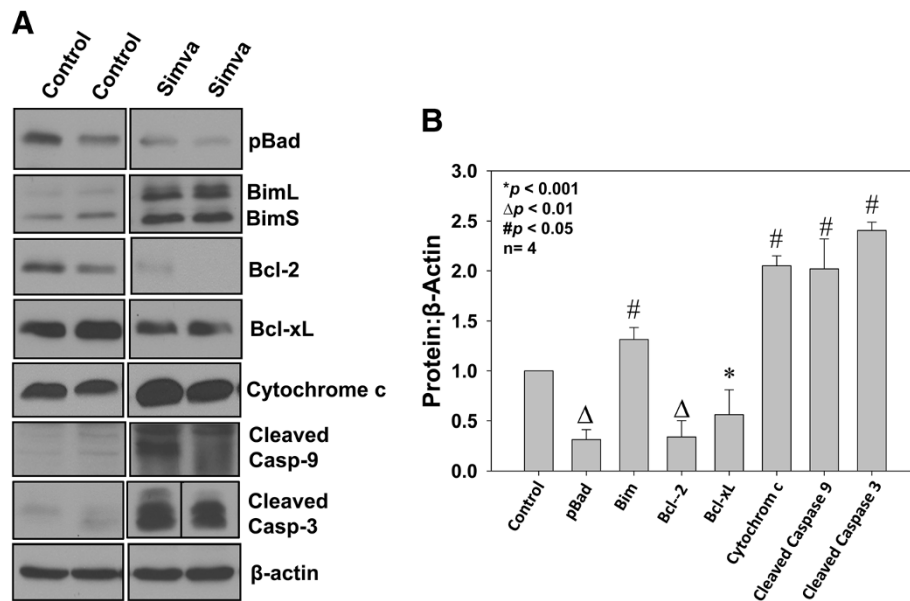 A
Control Control Simva Simva
pBad
BimL
BimS
Bcl-2
Bcl-xL
Cytochrome c
Cleaved
Casp-9
Cleaved
Casp-3
β-actin
B
Protein:β-Actin
3.0
2.5
2.0
1.5
1.0
0.5
0.0
*p < 0.001
Δp < 0.01
#p < 0.05
n= 4
Δ # Δ * # # #
Control pBad Bim Bcl--2 Bcl-xL Cytochrom c Cleaved Caspase 9 Cleaved Caspase 3